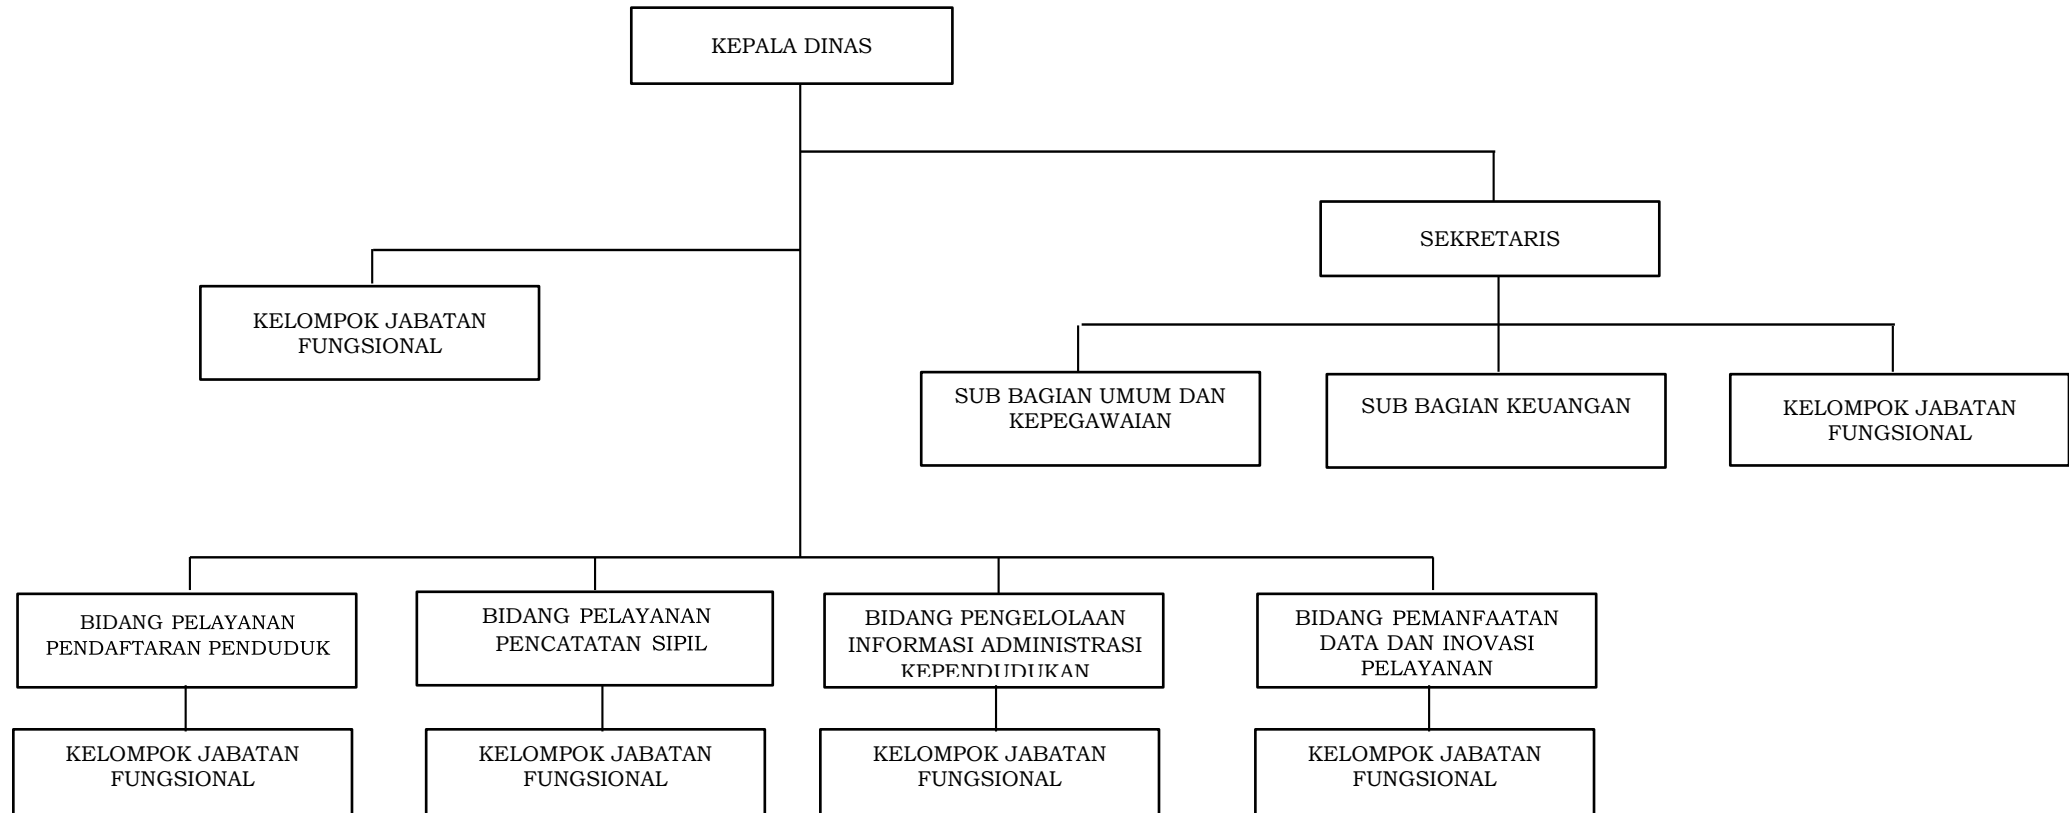 KEPALA DINAS
SEKRETARIS
KELOMPOK JABATAN
FUNGSIONAL
SUB BAGIAN UMUM DAN
KEPEGAWAIAN
SUB BAGIAN KEUANGAN
KELOMPOK JABATAN
FUNGSIONAL
BIDANG PELAYANAN
PENDAFTARAN PENDUDUK
BIDANG PELAYANAN
PENCATATAN SIPIL
BIDANG PENGELOLAAN
INFORMASI ADMINISTRASI
KEPENDUDUKAN
BIDANG PEMANFAATAN
DATA DAN INOVASI
PELAYANAN
KELOMPOK JABATAN
FUNGSIONAL
KELOMPOK JABATAN
FUNGSIONAL
KELOMPOK JABATAN
FUNGSIONAL
KELOMPOK JABATAN
FUNGSIONAL